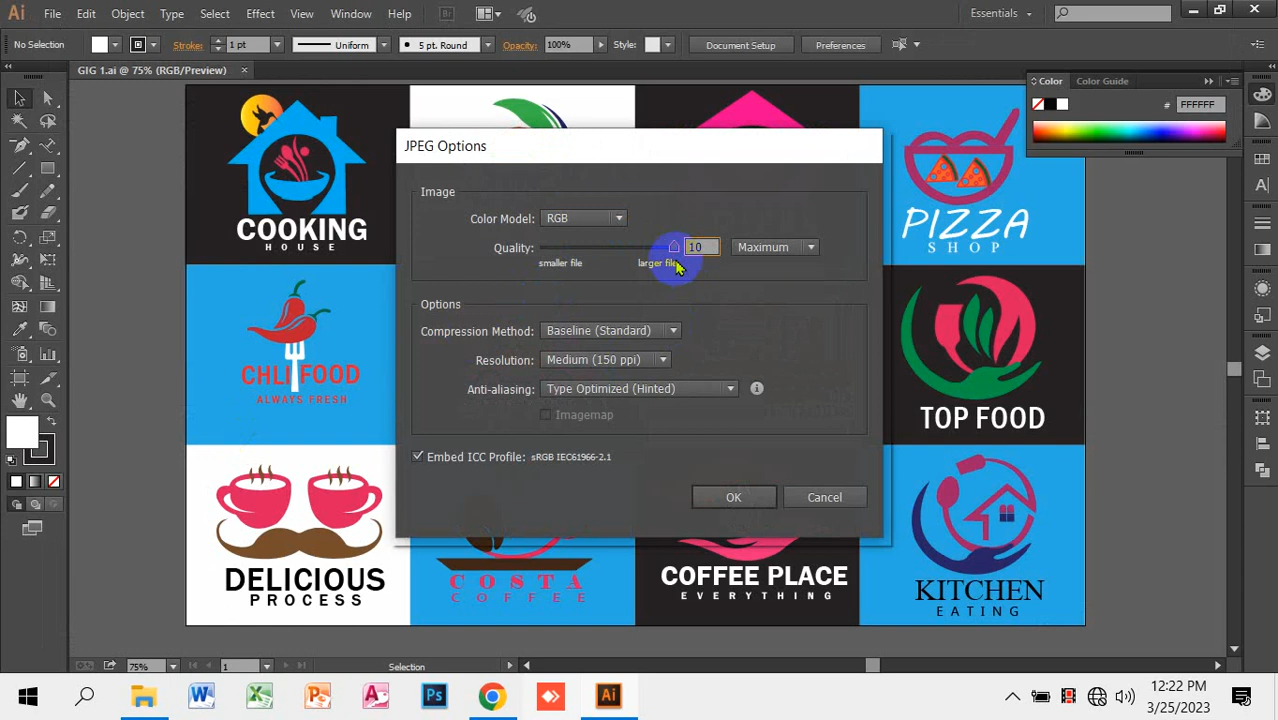 Ai File Edit Object Type Select Effect View Window Help Br Essentials
No Selection Stroke: 1 pt Uniform 5 pt. Round Opacity: 100% Style: Document Setup Preferences
GIG 1.ai @ 75% (RGB/Preview)
Color Color Guide
# FFFFFF
JPEG Options
Image
Color Model: RGB
Quality: 10 Maximum
smaller file larger file
Options
Compression Method: Baseline (Standard)
Resolution: Medium (150 ppi)
Anti-aliasing: Type Optimized (Hinted)
Imagemap
Embed ICC Profile: sRGB IEC61966-2.1
OK Cancel
COOKING
HOUSE
PIZZA
SHOP
CHLI FOOD
ALWAYS FRESH
TOP FOOD
DELICIOUS
PROCESS
COSTA
COFFEE
COFFEE PLACE
EVERYTHING
KITCHEN
EATING
75% 1 Selection
W X P A Ps Ai
12:22 PM
3/25/2023